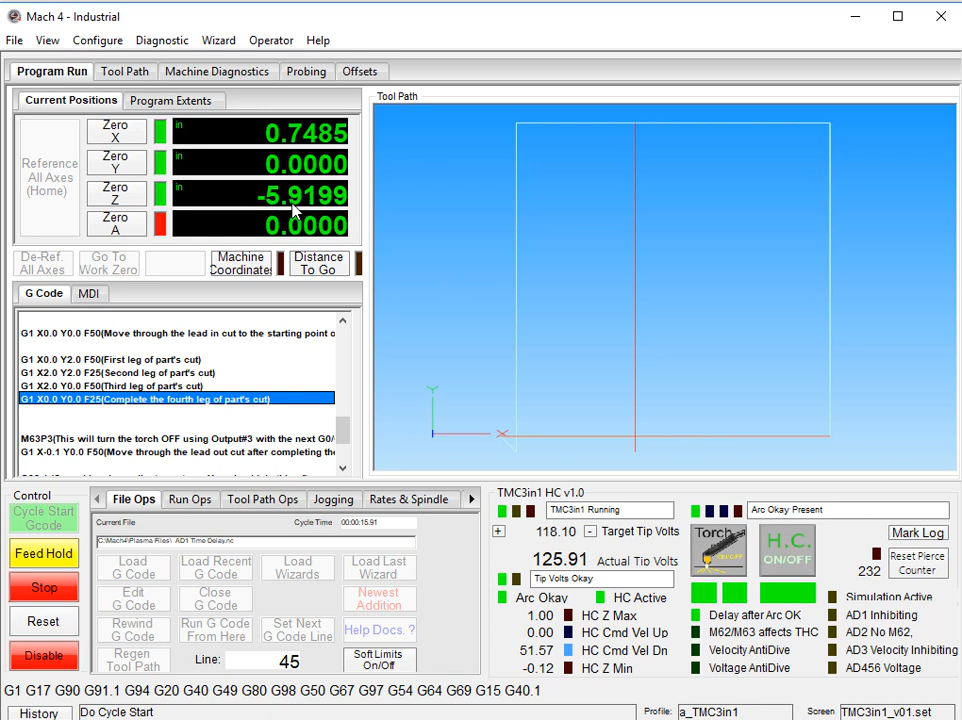 Mach 4 - Industrial
File View Configure Diagnostic Wizard Operator Help
Program Run Tool Path Machine Diagnostics Probing Offsets
Current Positions Program Extents
Tool Path
Reference All Axes (Home)
Zero X in 0.7485
Zero Y in 0.0000
Zero Z in -5.9199
Zero A 0.0000
De-Ref. All Axes
Go To Work Zero
Machine Coordinates
Distance To Go
G Code MDI
G1 X0.0 Y0.0 F50(Move through the lead in cut to the starting point o
G1 X0.0 Y2.0 F50(First leg of part's cut)
G1 X2.0 Y2.0 F25(Second leg of part's cut)
G1 X2.0 Y0.0 F50(Third leg of part's cut)
G1 X0.0 Y0.0 F25(Complete the fourth leg of part's cut)
M63P3(This will turn the torch OFF using Output#3 with the next G0/
G1 X-0.1 Y0.0 F50(Move through the lead out cut after completing the
Y
X
Control
Cycle Start Gcode
Feed Hold
Stop
Reset
Disable
File Ops Run Ops Tool Path Ops Jogging Rates & Spindle
Current File Cycle Time 00:00:15.91
C:\Mach4\Plasma Files\ AD1 Time Delay.nc
Load G Code
Load Recent G Code
Load Wizards
Load Last Wizard
Edit G Code
Close G Code
Newest Addition
Rewind G Code
Run G Code From Here
Set Next G Code Line
Help Docs. ?
Regen Tool Path
Line: 45
Soft Limits On/Off
TMC3in1 HC v1.0
TMC3in1 Running
Arc Okay Present
+ 118.10 - Target Tip Volts
125.91 Actual Tip Volts
Tip Volts Okay
Torch ON/OFF
H.C. ON/OFF
Mark Log
232
Reset Pierce Counter
Arc Okay HC Active
1.00 HC Z Max
0.00 HC Cmd Vel Up
51.57 HC Cmd Vel Dn
-0.12 HC Z Min
Simulation Active
Delay after Arc OK AD1 Inhibiting
M62/M63 affects THC AD2 No M62,
Velocity AntiDive AD3 Velocity Inhibiting
Voltage AntiDive AD456 Voltage
G1 G17 G90 G91.1 G94 G20 G40 G49 G80 G98 G50 G67 G97 G54 G64 G69 G15 G40.1
History Do Cycle Start Profile: a_TMC3in1 Screen TMC3in1_v01.set